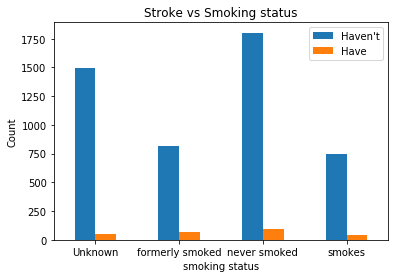 Stroke vs Smoking status
Haven't
Have
Count
1750
1500
1250
1000
750
500
250
0
Unknown formerly smoked never smoked smokes
smoking status